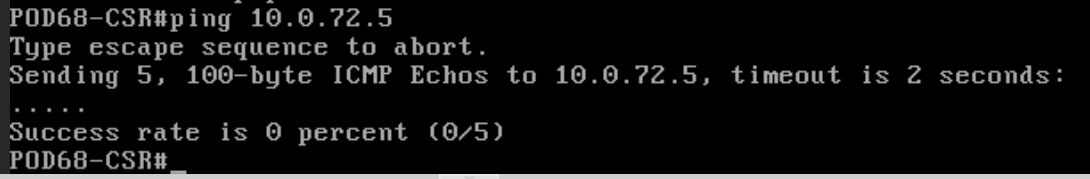 POD68-CSR#ping 10.0.72.5
Type escape sequence to abort.
Sending 5, 100-byte ICMP Echos to 10.0.72.5, timeout is 2 seconds:
.....
Success rate is 0 percent (0/5)
POD68-CSR#_